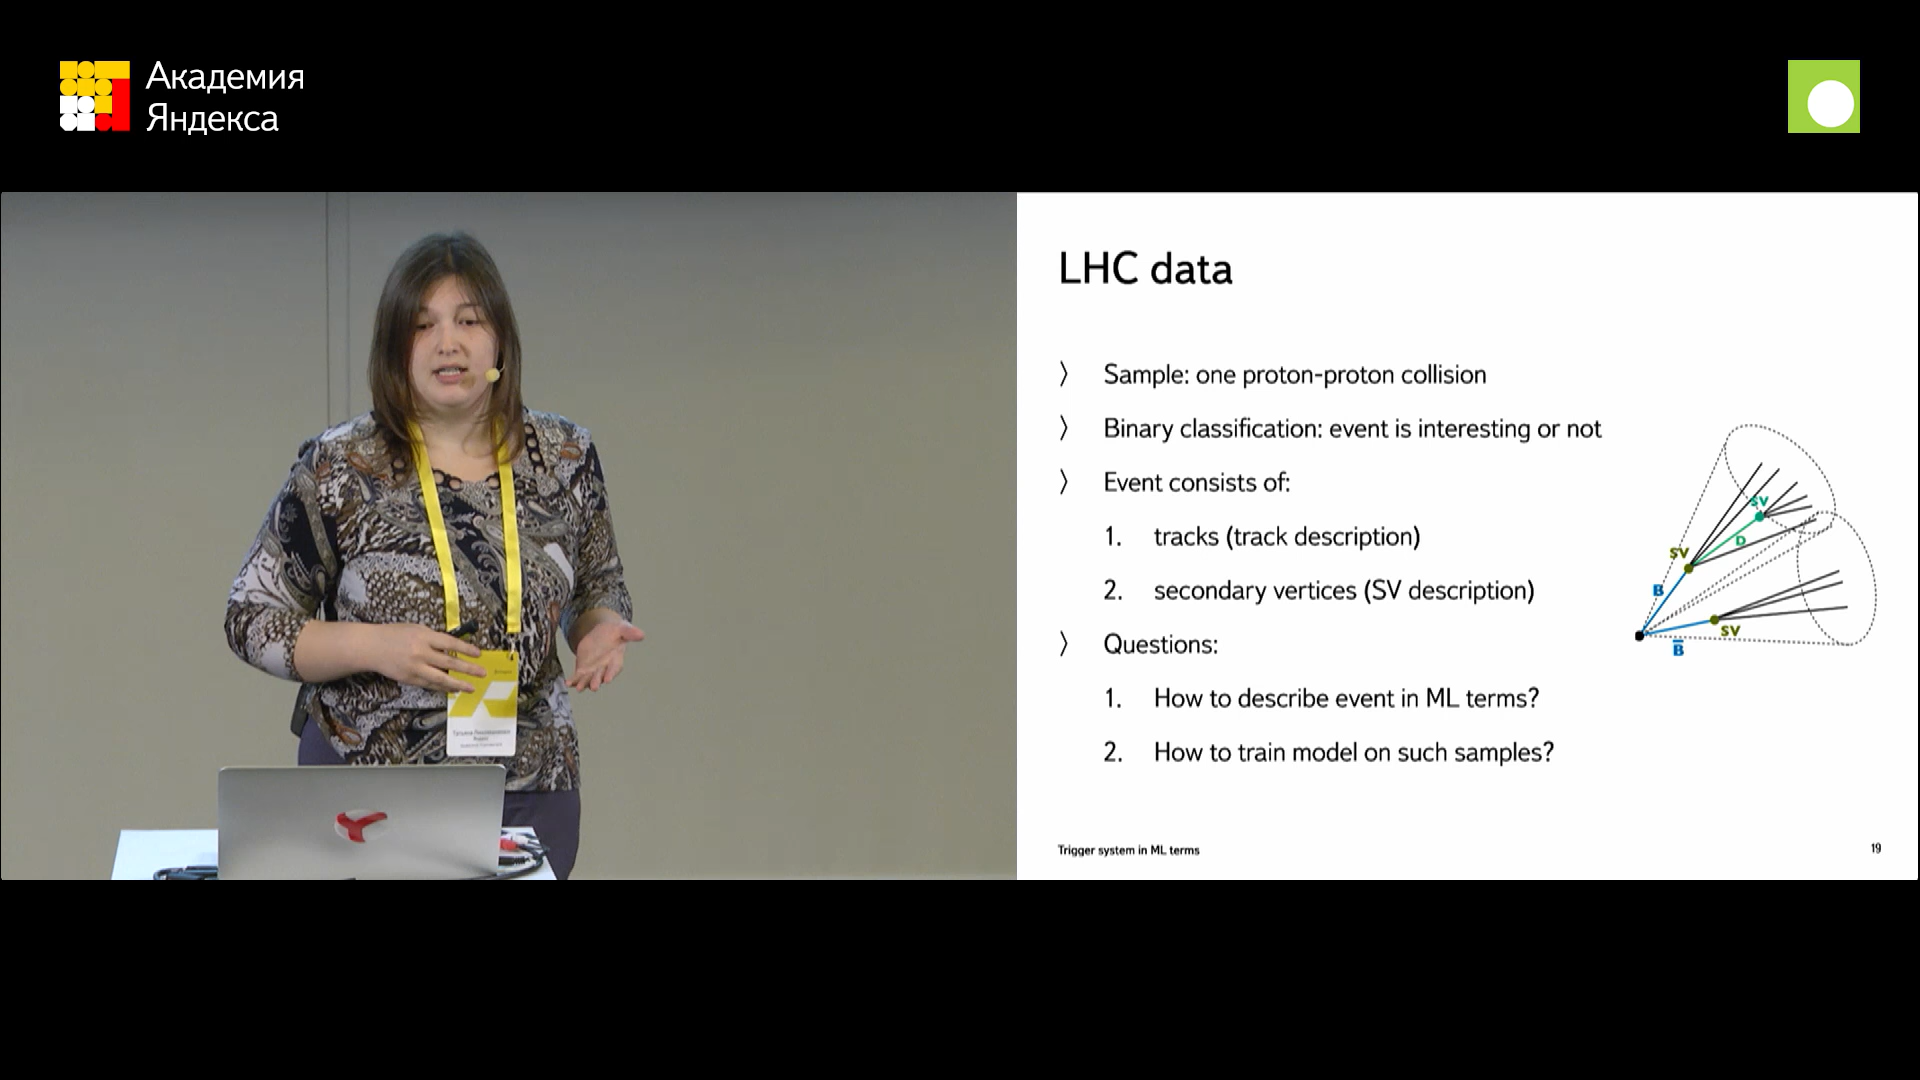 Академия
Яндекса
LHC data
〉 Sample: one proton-proton collision
〉 Binary classification: event is interesting or not
〉 Event consists of:
1. tracks (track description)
2. secondary vertices (SV description)
〉 Questions:
1. How to describe event in ML terms?
2. How to train model on such samples?
SV
D
SV
B
SV
B̅
Trigger system in ML terms
19